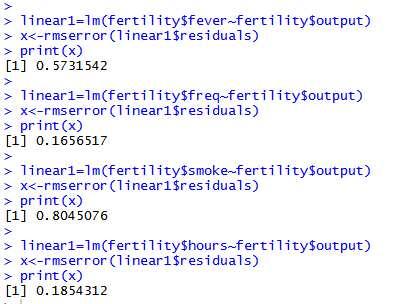 >
> linear1=lm(fertility$fever~fertility$output)
> x<-rmserror(linear1$residuals)
> print(x)
[1] 0.5731542
>
> linear1=lm(fertility$freq~fertility$output)
> x<-rmserror(linear1$residuals)
> print(x)
[1] 0.1656517
>
> linear1=lm(fertility$smoke~fertility$output)
> x<-rmserror(linear1$residuals)
> print(x)
[1] 0.8045076
>
> linear1=lm(fertility$hours~fertility$output)
> x<-rmserror(linear1$residuals)
> print(x)
[1] 0.1854312
>